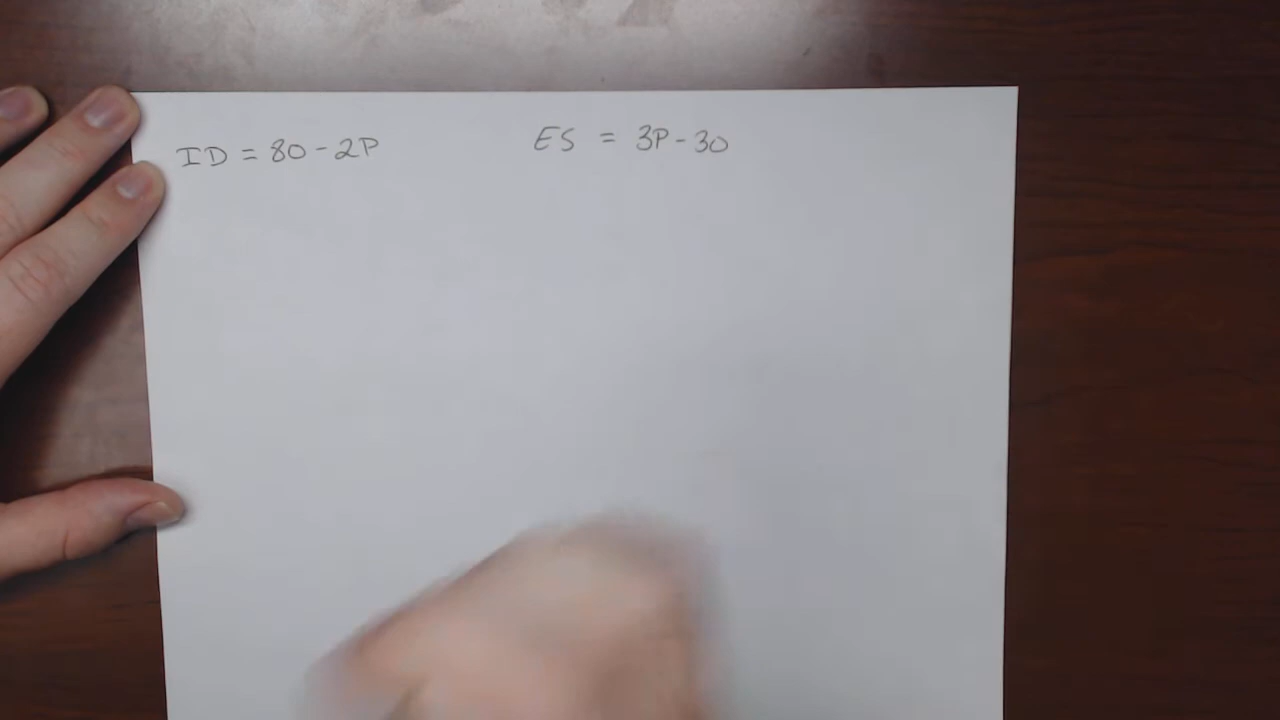 ID = 80 - 2P
ES = 3P - 30